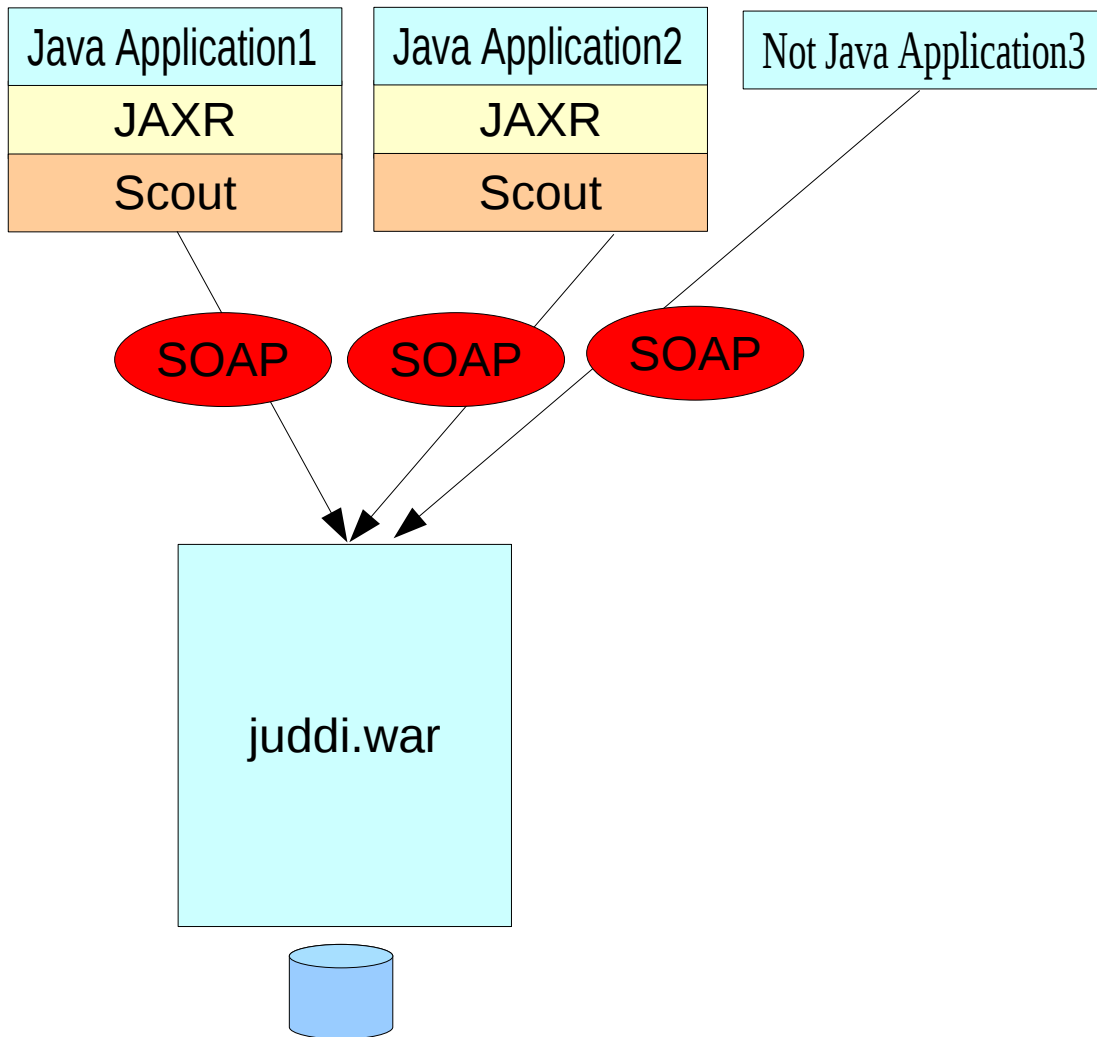 Java Application1
JAXR
Scout
Java Application2
JAXR
Scout
Not Java Application3
SOAP
SOAP
SOAP
juddi.war